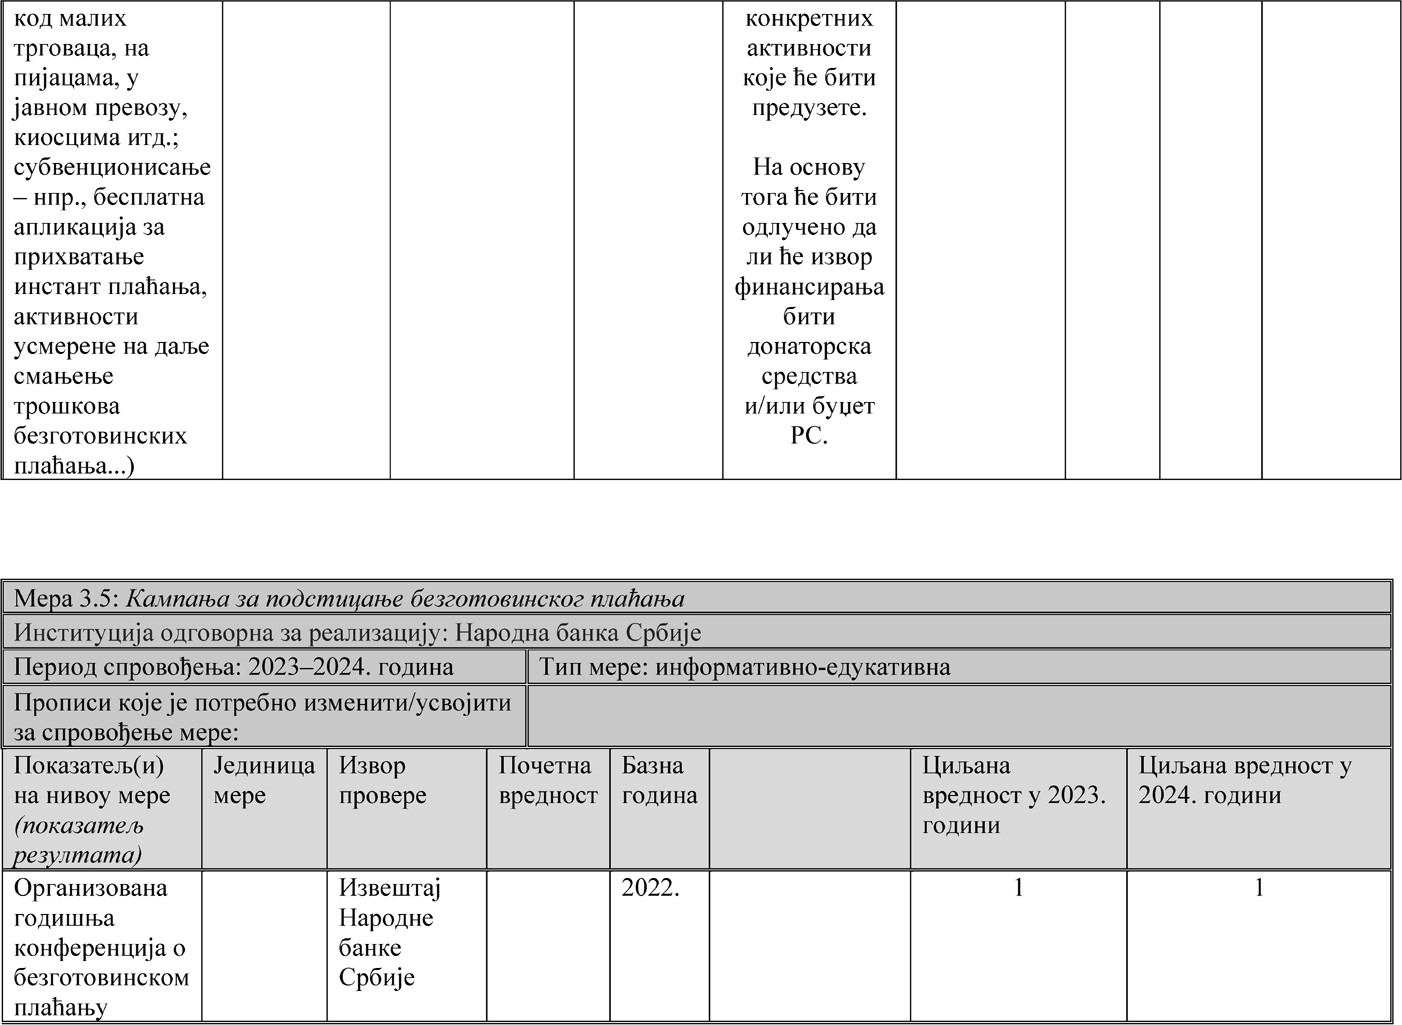 код малих
трговаца, на
пијацама, у
јавном превозу,
киосцима итд.;
субвенционисање
– нпр., бесплатна
апликација за
прихватање
инстант плаћања,
активности
усмерене на даље
смањење
трошкова
безготовинских
плаћања...)
конкретних
активности
које ће бити
предузете.
На основу
тога ће бити
одлучено да
ли ће извор
финансирања
бити
донаторска
средства
и/или буџет
РС.
Мера 3.5: Кампања за подстицање безготовинског плаћања
Институција одговорна за реализацију: Народна банка Србије
Период спровођења: 2023–2024. година
Тип мере: информативно-едукативна
Прописи које је потребно изменити/усвојити
за спровођење мере:
Показатељ(и)
на нивоу мере
(показатељ
резултата)
Јединица
мере
Извор
провере
Почетна
вредност
Базна
година
Циљана
вредност у 2023.
години
Циљана вредност у
2024. години
Организована
годишња
конференција о
безготовинском
плаћању
Извештај
Народне
банке
Србије
2022.
1
1